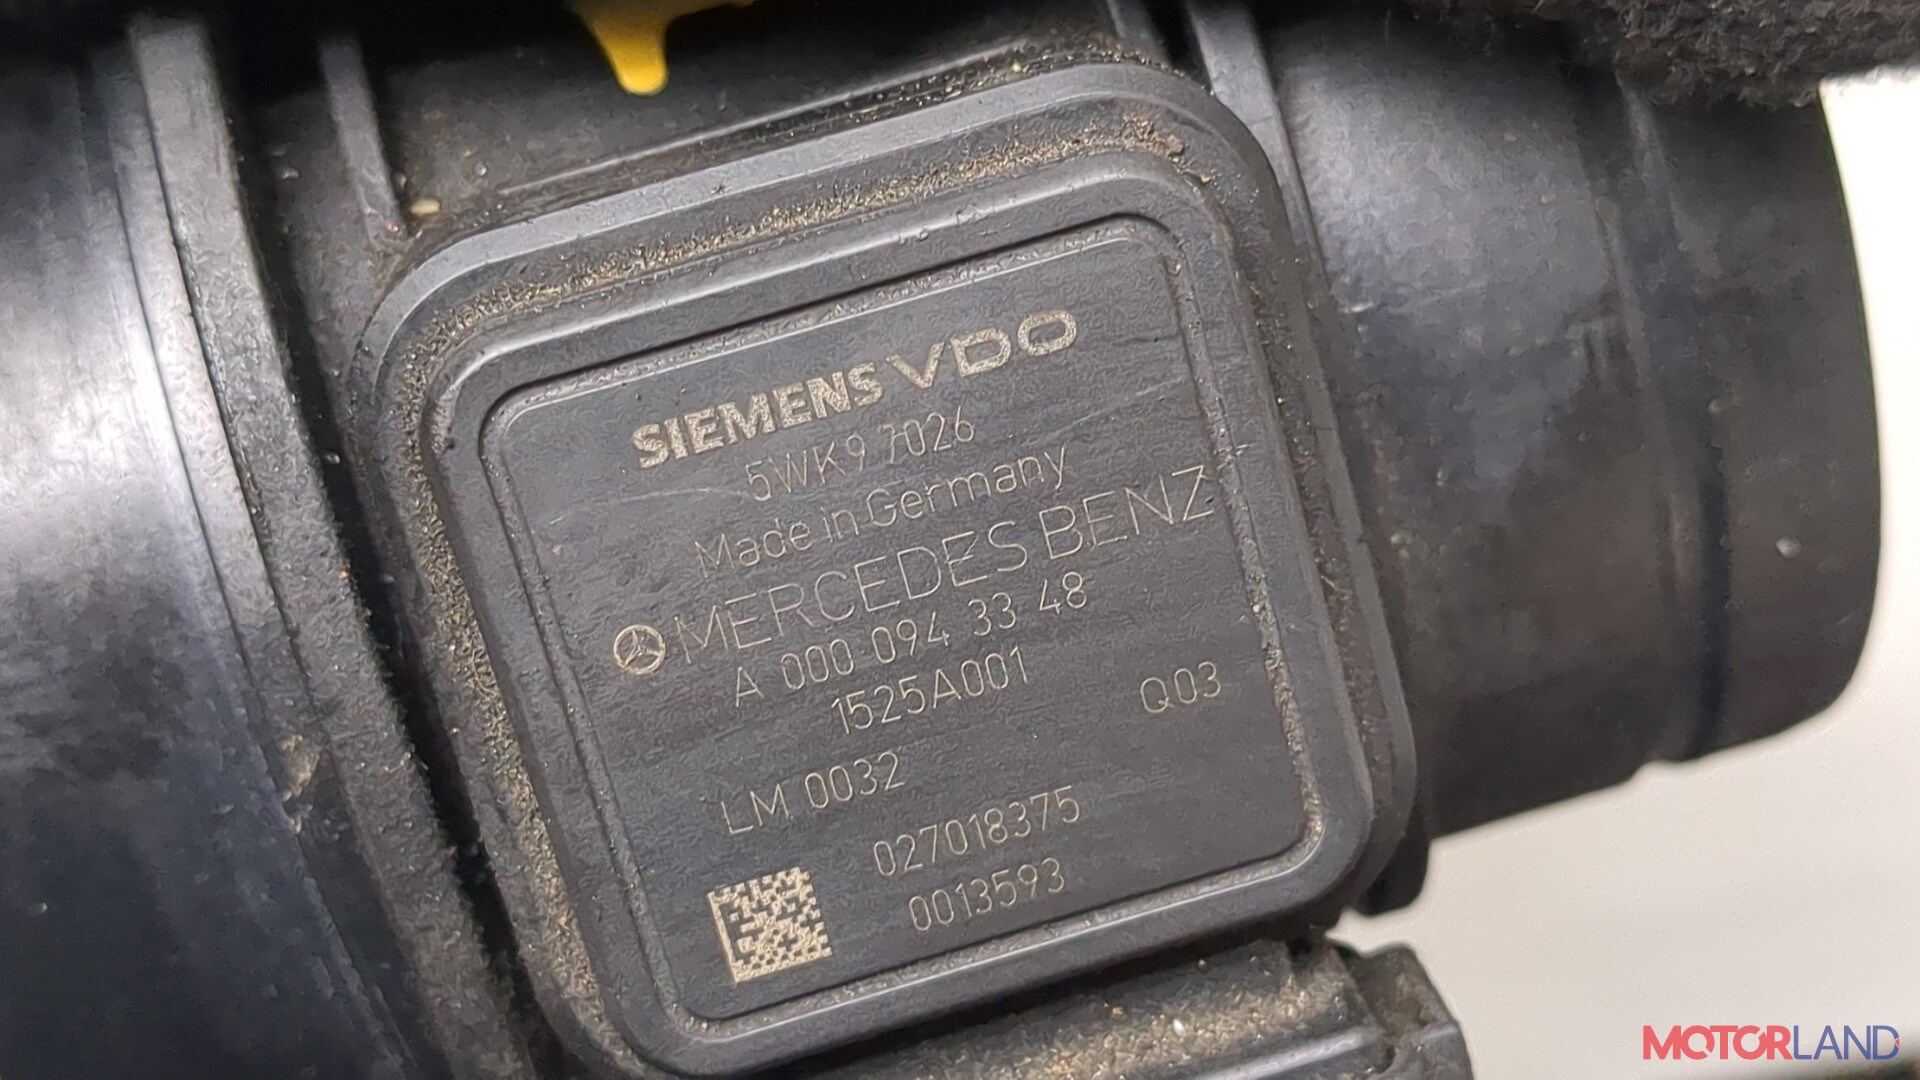 SIEMENS VDO
5WK9 7026
Made in Germany
MERCEDES BENZ
A 000 094 33 48
1525A001
Q03
LM 0032
027018375
0013593
MOTORLAND